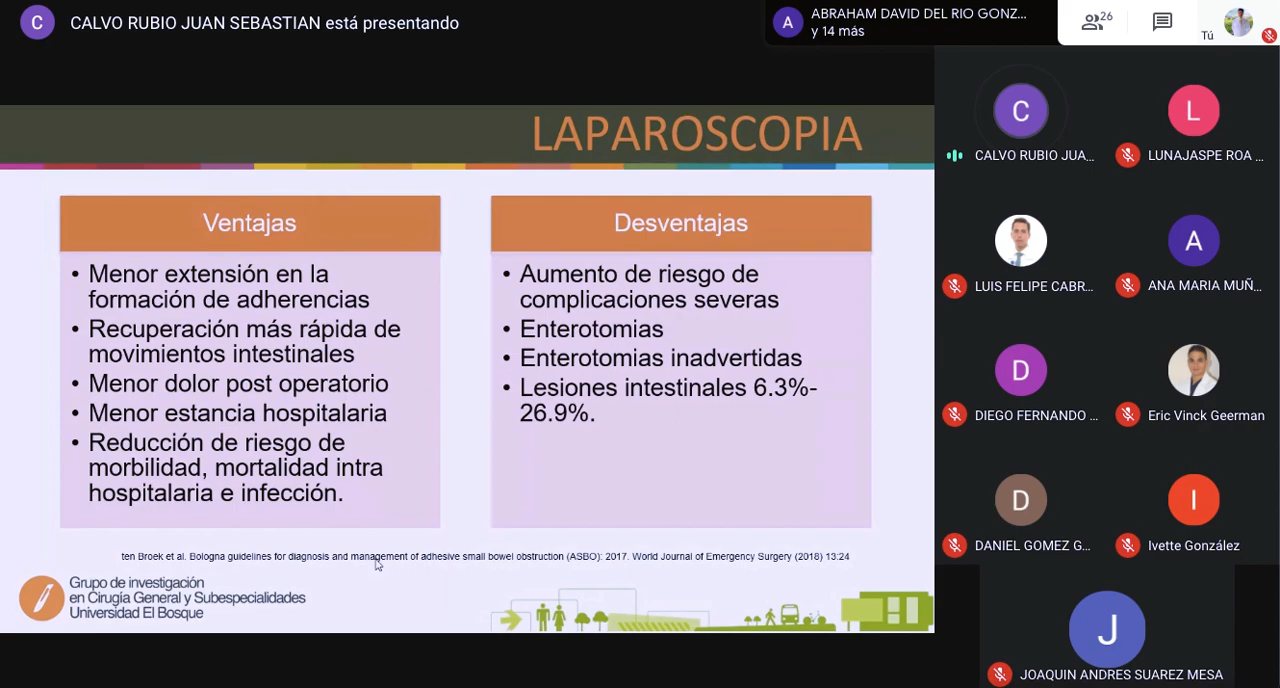 C
CALVO RUBIO JUAN SEBASTIAN está presentando
A
ABRAHAM DAVID DEL RIO GONZ...
y 14 más
26
Tú
LAPAROSCOPIA
Ventajas
• Menor extensión en la
formación de adherencias
• Recuperación más rápida de
movimientos intestinales
• Menor dolor post operatorio
• Menor estancia hospitalaria
• Reducción de riesgo de
morbilidad, mortalidad intra
hospitalaria e infección.
Desventajas
• Aumento de riesgo de
complicaciones severas
• Enterotomias
• Enterotomias inadvertidas
• Lesiones intestinales 6.3%-
26.9%.
ten Broek et al. Bologna guidelines for diagnosis and management of adhesive small bowel obstruction (ASBO): 2017. World Journal of Emergency Surgery (2018) 13:24
Grupo de investigación
en Cirugía General y Subespecialidades
Universidad El Bosque
C
CALVO RUBIO JUA...
L
LUNAJASPE ROA ...
LUIS FELIPE CABR...
A
ANA MARIA MUÑ...
D
DIEGO FERNANDO ...
Eric Vinck Geerman
D
DANIEL GOMEZ G...
I
Ivette González
J
JOAQUIN ANDRES SUAREZ MESA